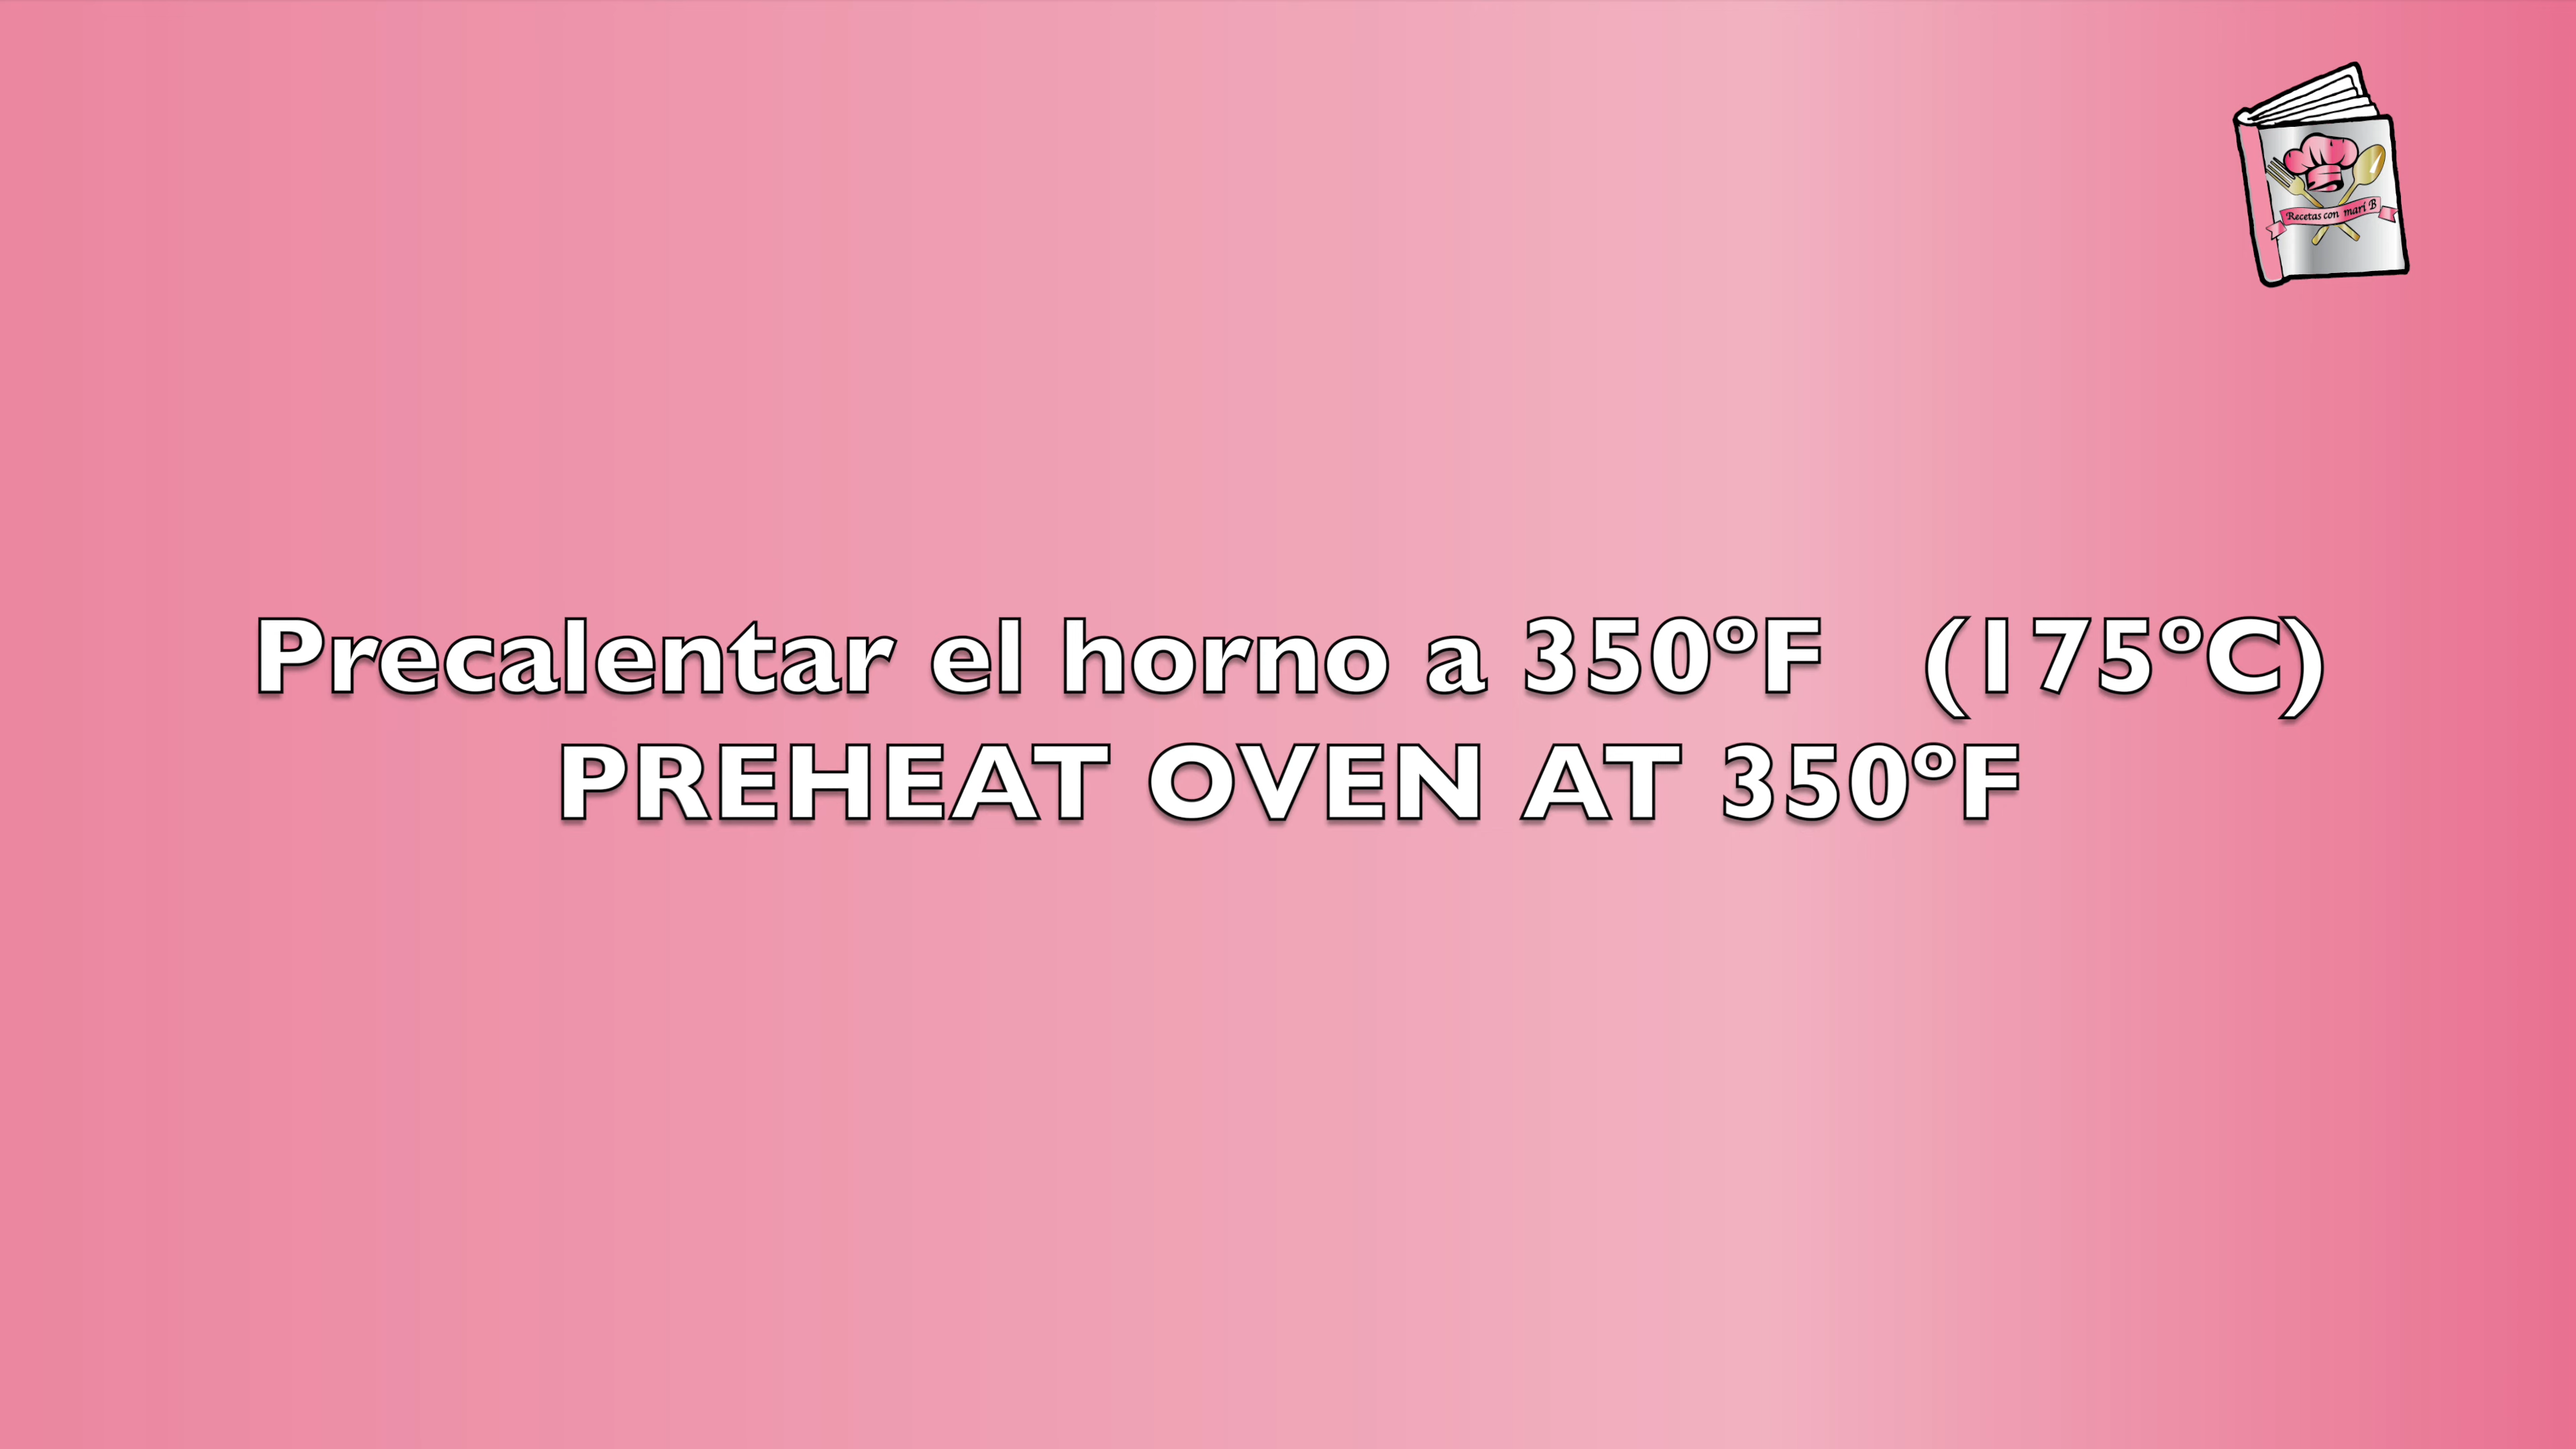 Recetas con mari B
Precalentar el horno a 350ºF (175ºC)
PREHEAT OVEN AT 350ºF